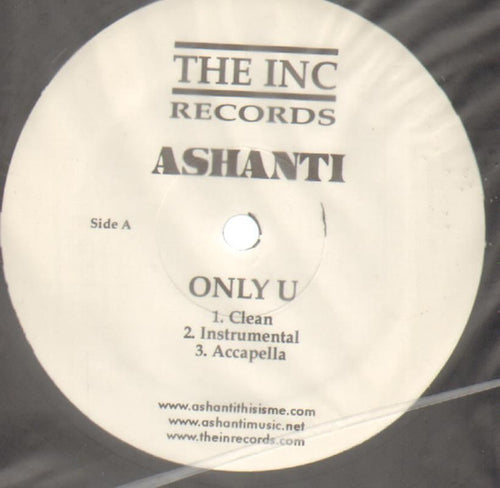 THE INC
RECORDS
ASHANTI
Side A
ONLY U
1. Clean
2. Instrumental
3. Accapella
www.ashantithisisme.com
www.ashantimusic.net
www.theinrecords.com